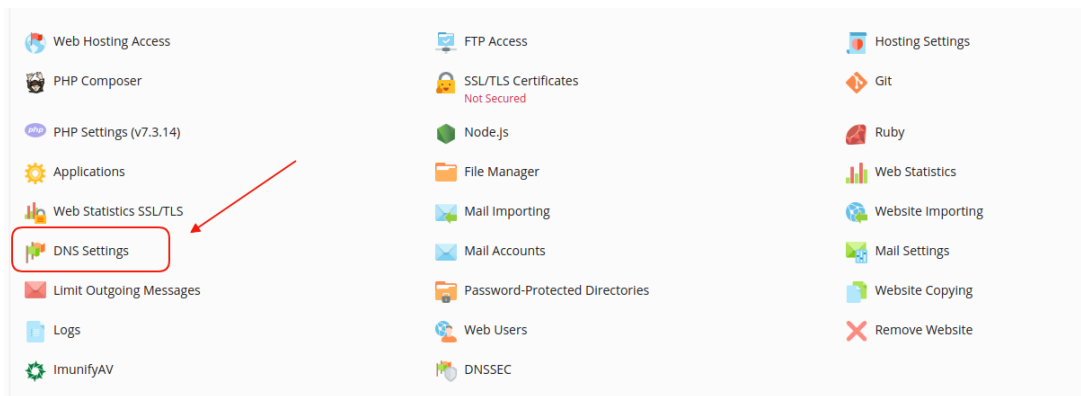 Web Hosting Access
FTP Access
Hosting Settings
PHP Composer
SSL/TLS Certificates
Not Secured
Git
php
PHP Settings (v7.3.14)
Node.js
Ruby
Applications
File Manager
Web Statistics
Web Statistics SSL/TLS
Mail Importing
Website Importing
DNS Settings
Mail Accounts
Mail Settings
Limit Outgoing Messages
Password-Protected Directories
Website Copying
Logs
Web Users
Remove Website
ImunifyAV
DNSSEC